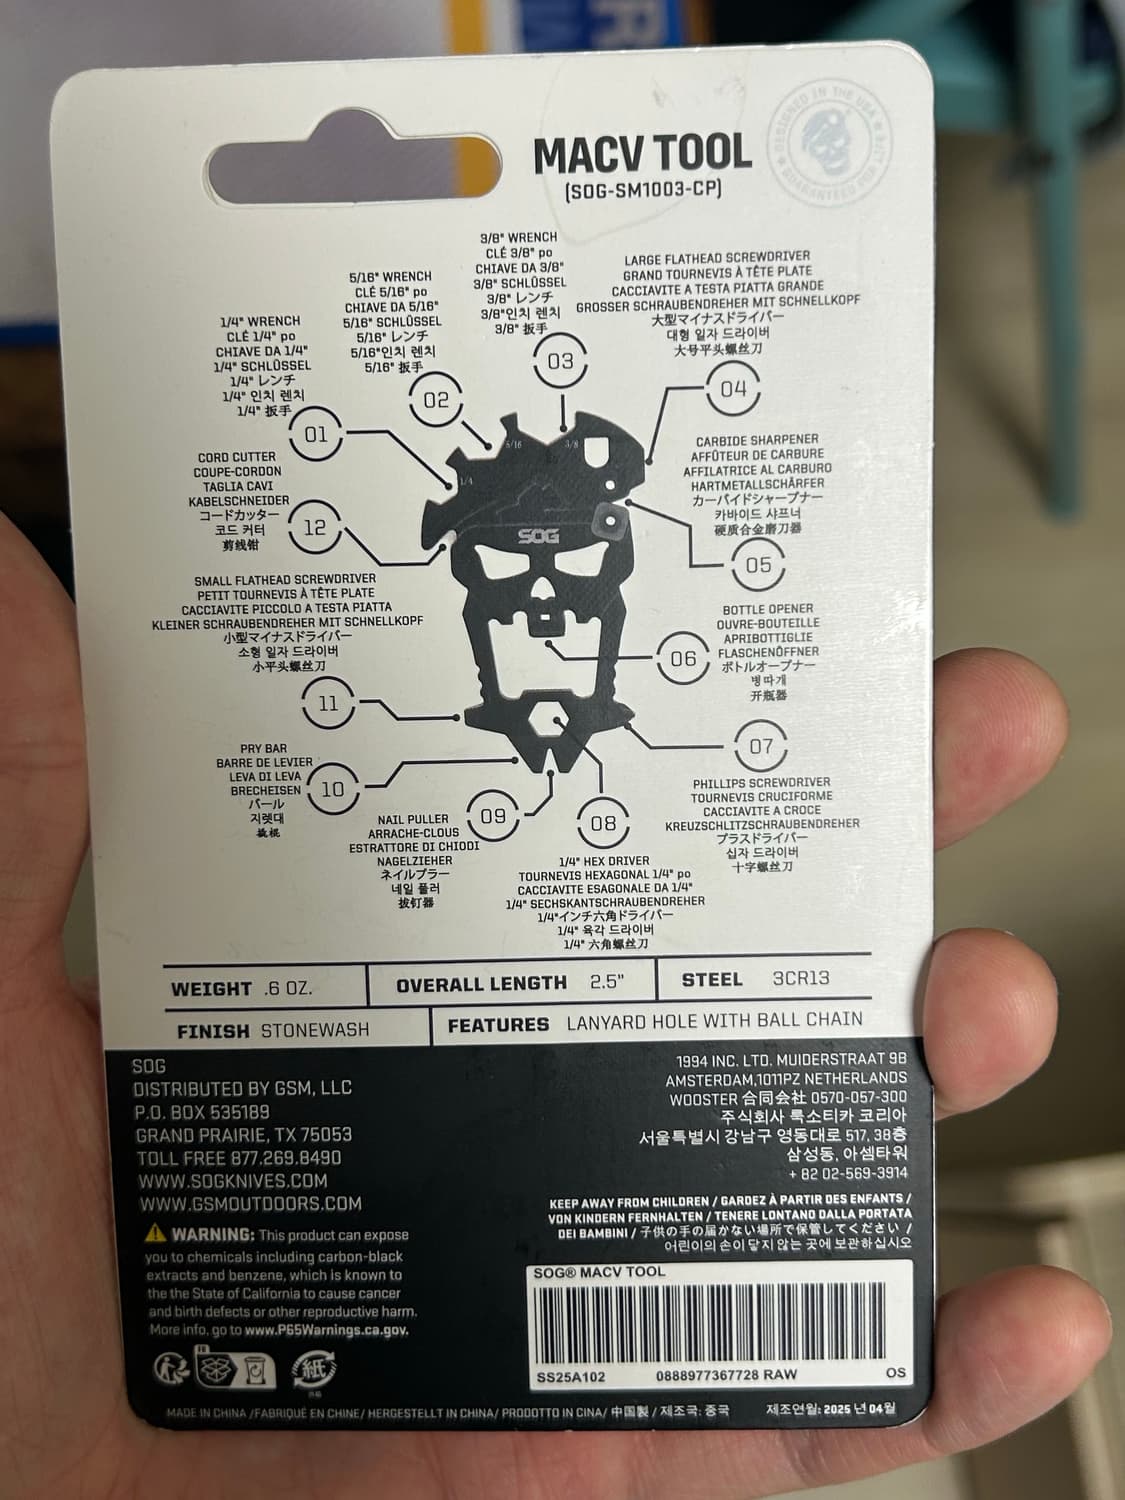 MACV TOOL
(SOG-SM1003-CP)
DESIGNED IN THE USA
GUARANTEED FOR
1/4" WRENCH
CLÉ 1/4" po
CHIAVE DA 1/4"
1/4" SCHLÜSSEL
1/4" レンチ
1/4" 인치 렌치
1/4" 扳手
01
5/16" WRENCH
CLÉ 5/16" po
CHIAVE DA 5/16"
5/16" SCHLÜSSEL
5/16" レンチ
5/16"인치 렌치
5/16" 扳手
02
3/8" WRENCH
CLÉ 3/8" po
CHIAVE DA 3/8"
3/8" SCHLÜSSEL
3/8" レンチ
3/8"인치 렌치
3/8" 扳手
03
LARGE FLATHEAD SCREWDRIVER
GRAND TOURNEVIS À TÊTE PLATE
CACCIAVITE A TESTA PIATTA GRANDE
GROSSER SCHRAUBENDREHER MIT SCHNELLKOPF
大型マイナスドライバー
대형 일자 드라이버
大号平头螺丝刀
04
CARBIDE SHARPENER
AFFÛTEUR DE CARBURE
AFFILATRICE AL CARBURO
HARTMETALLSCHÄRFER
カーバイドシャープナー
카바이드 샤프너
硬质合金磨刀器
05
BOTTLE OPENER
OUVRE-BOUTEILLE
APRIBOTTIGLIE
FLASCHENÖFFNER
ボトルオープナー
병따개
开瓶器
06
07
PHILLIPS SCREWDRIVER
TOURNEVIS CRUCIFORME
CACCIAVITE A CROCE
KREUZSCHLITZSCHRAUBENDREHER
プラスドライバー
십자 드라이버
十字螺丝刀
08
1/4" HEX DRIVER
TOURNEVIS HEXAGONAL 1/4" po
CACCIAVITE ESAGONALE DA 1/4"
1/4" SECHSKANTSCHRAUBENDREHER
1/4"インチ六角ドライバー
1/4" 육각 드라이버
1/4" 六角螺丝刀
09
NAIL PULLER
ARRACHE-CLOUS
ESTRATTORE DI CHIODI
NAGELZIEHER
ネイルプラー
네일 풀러
拔钉器
PRY BAR
BARRE DE LEVIER
LEVA DI LEVA
BRECHEISEN
バール
지렛대
撬棍
10
SMALL FLATHEAD SCREWDRIVER
PETIT TOURNEVIS À TÊTE PLATE
CACCIAVITE PICCOLO A TESTA PIATTA
KLEINER SCHRAUBENDREHER MIT SCHNELLKOPF
小型マイナスドライバー
소형 일자 드라이버
小平头螺丝刀
11
CORD CUTTER
COUPE-CORDON
TAGLIA CAVI
KABELSCHNEIDER
コードカッター
코드 커터
剪线钳
12
1/4
5/16
3/8
SOG
WEIGHT .6 OZ.
OVERALL LENGTH 2.5"
STEEL 3CR13
FINISH STONEWASH
FEATURES LANYARD HOLE WITH BALL CHAIN
SOG
DISTRIBUTED BY GSM, LLC
P.O. BOX 535189
GRAND PRAIRIE, TX 75053
TOLL FREE 877.269.8490
WWW.SOGKNIVES.COM
WWW.GSMOUTDOORS.COM
WARNING: This product can expose
you to chemicals including carbon-black
extracts and benzene, which is known to
the the State of California to cause cancer
and birth defects or other reproductive harm.
More info, go to www.P65Warnings.ca.gov.
FR
紙
1994 INC. LTD. MUIDERSTRAAT 9B
AMSTERDAM,1011PZ NETHERLANDS
WOOSTER 合同会社 0570-057-300
주식회사 룩소티카 코리아
서울특별시 강남구 영동대로 517, 38층
삼성동, 아셈타워
+ 82 02-569-3914
KEEP AWAY FROM CHILDREN / GARDEZ À PARTIR DES ENFANTS /
VON KINDERN FERNHALTEN / TENERE LONTANO DALLA PORTATA
DEI BAMBINI / 子供の手の届かない場所で保管してください /
어린이의 손이 닿지 않는 곳에 보관하십시오
SOG® MACV TOOL
SS25A102 0888977367728 RAW OS
MADE IN CHINA /FABRIQUÉ EN CHINE/ HERGESTELLT IN CHINA/ PRODOTTO IN CINA/ 中国製 / 제조국: 중국
제조연월: 2025 년 04월